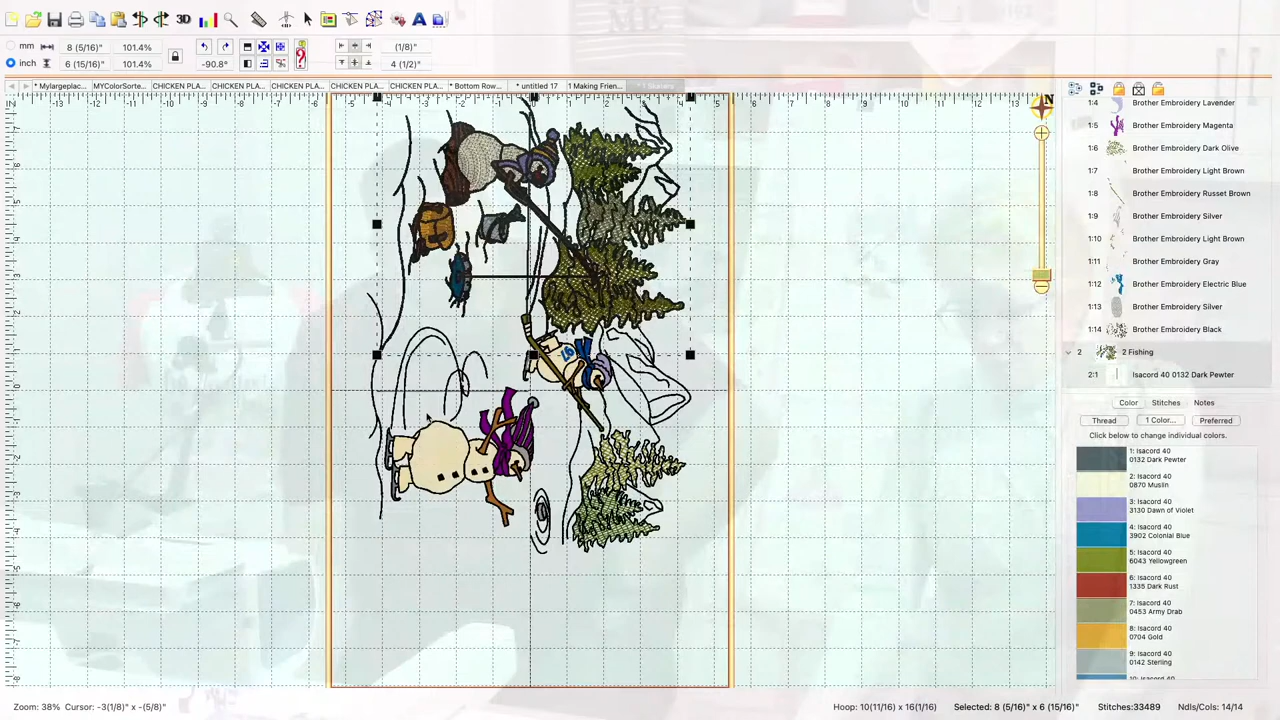 3D A
mm 8 (5/16)" 101.4% (1/8)"
inch 6 (15/16)" 101.4% -90.8° 4 (1/2)"
* Mylargeplac... MYColorSorte... CHICKEN PLA... CHICKEN PLA... CHICKEN PLA... CHICKEN PLA... CHICKEN PLA... * Bottom Row... * untitled 17 1 Making Frien...
N
16
1:4 Brother Embroidery Lavender
1:5 Brother Embroidery Magenta
1:6 Brother Embroidery Dark Olive
1:7 Brother Embroidery Light Brown
1:8 Brother Embroidery Russet Brown
1:9 Brother Embroidery Silver
1:10 Brother Embroidery Light Brown
1:11 Brother Embroidery Gray
1:12 Brother Embroidery Electric Blue
1:13 Brother Embroidery Silver
1:14 Brother Embroidery Black
2 2 Fishing
2:1 Isacord 40 0132 Dark Pewter
Color Stitches Notes
Thread 1 Color... Preferred
Click below to change individual colors.
1: Isacord 40
0132 Dark Pewter
2: Isacord 40
0870 Muslin
3: Isacord 40
3130 Dawn of Violet
4: Isacord 40
3902 Colonial Blue
5: Isacord 40
6043 Yellowgreen
6: Isacord 40
1335 Dark Rust
7: Isacord 40
0453 Army Drab
8: Isacord 40
0704 Gold
9: Isacord 40
0142 Sterling
Zoom: 38% Cursor: -3(1/8)" x -(5/8)" Hoop: 10(11/16) x 16(1/16) Selected: 8 (5/16)" x 6 (15/16)" Stitches:33489 Ndls/Cols: 14/14